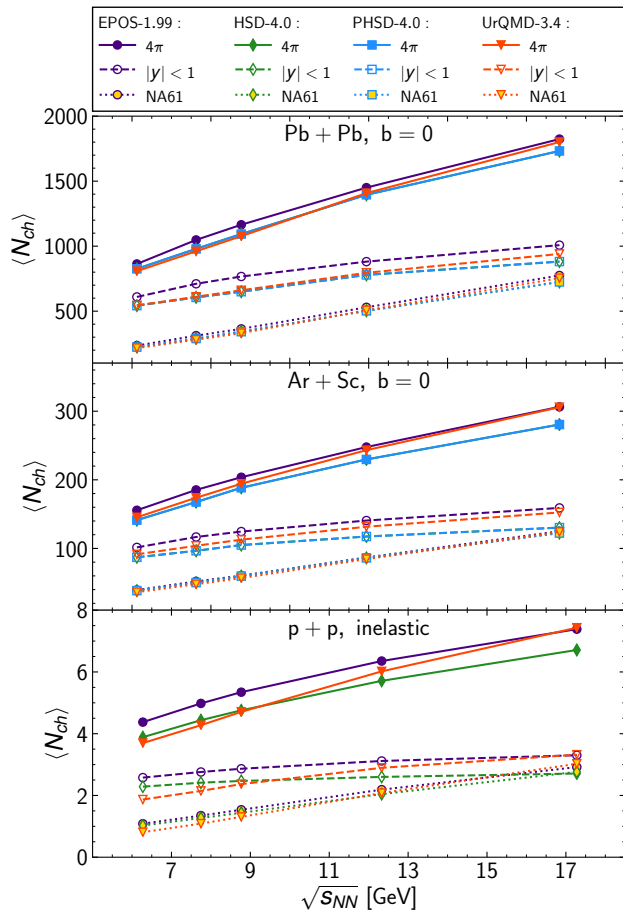 EPOS-1.99 : HSD-4.0 : PHSD-4.0 : UrQMD-3.4 :
4π 4π 4π 4π
|y| < 1 |y| < 1 |y| < 1 |y| < 1
NA61 NA61 NA61 NA61
2000
Pb + Pb, b = 0
1500
⟨N_ch⟩
1000
500
Ar + Sc, b = 0
300
⟨N_ch⟩
200
100
8
p + p, inelastic
6
⟨N_ch⟩
4
2
0
7 9 11 13 15 17
√s_NN [GeV]